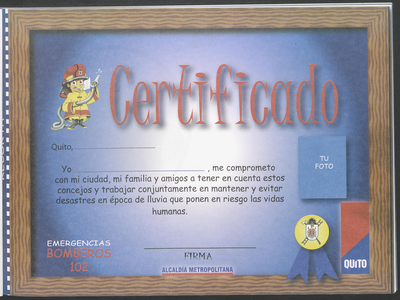 Certificado
Quito,
TU
FOTO
Yo , me comprometo
con mi ciudad, mi familia y amigos a tener en cuenta estos
concejos y trabajar conjuntamente en mantener y evitar
desastres en época de lluvia que ponen en riesgo las vidas
humanas.
EMERGENCIAS
BOMBEROS
102
FIRMA
ALCALDÍA METROPOLITANA
QUITO